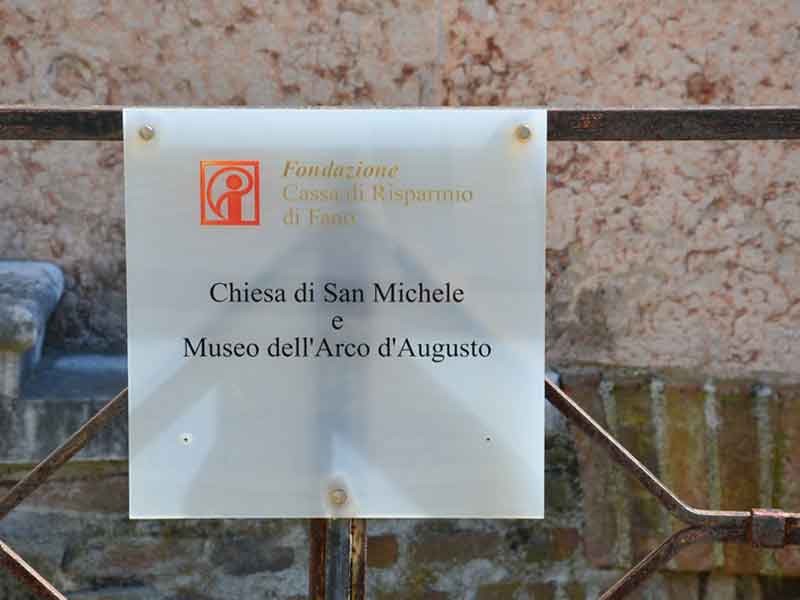 Fondazione
Cassa di Risparmio
di Fano
Chiesa di San Michele
e
Museo dell'Arco d'Augusto